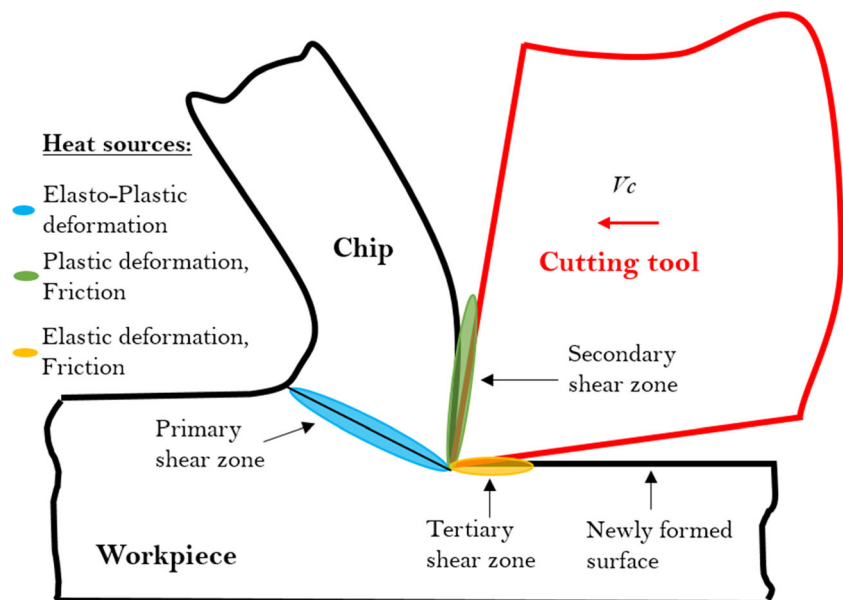 Heat sources:
Elasto-Plastic
deformation
Plastic deformation,
Friction
Elastic deformation,
Friction
Chip
Vc
Cutting tool
Secondary
shear zone
Primary
shear zone
Tertiary
shear zone
Newly formed
surface
Workpiece